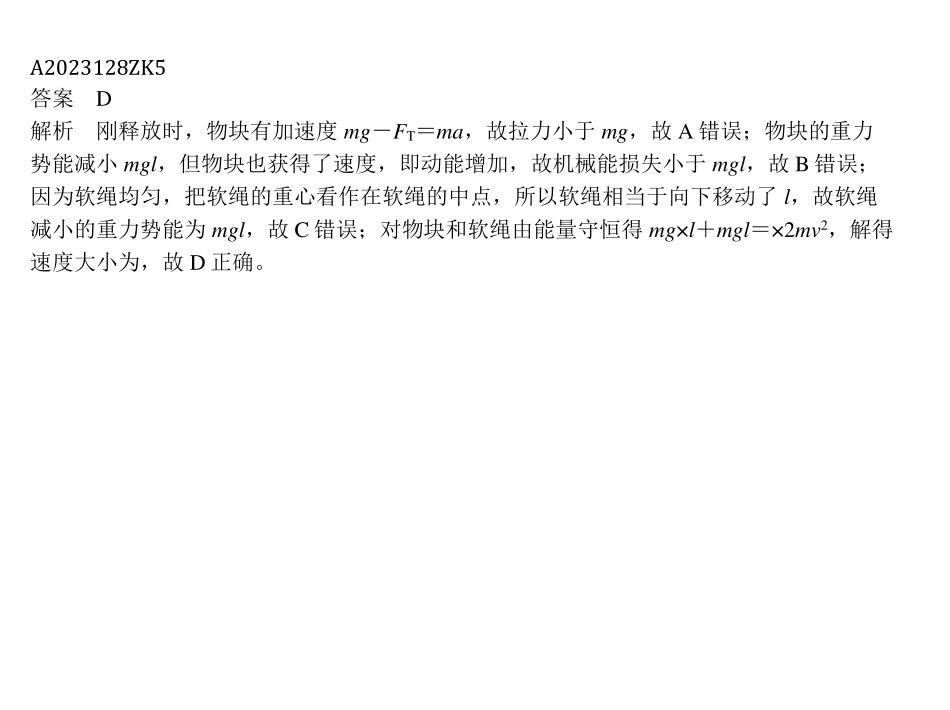 A2023128ZK5
答案　D
解析　刚释放时，物块有加速度 mg－FT＝ma，故拉力小于 mg，故 A 错误；物块的重力
势能减小 mgl，但物块也获得了速度，即动能增加，故机械能损失小于 mgl，故 B 错误；
因为软绳均匀，把软绳的重心看作在软绳的中点，所以软绳相当于向下移动了 l，故软绳
减小的重力势能为 mgl，故 C 错误；对物块和软绳由能量守恒得 mg×l＋mgl＝×2mv²，解得
速度大小为，故 D 正确。